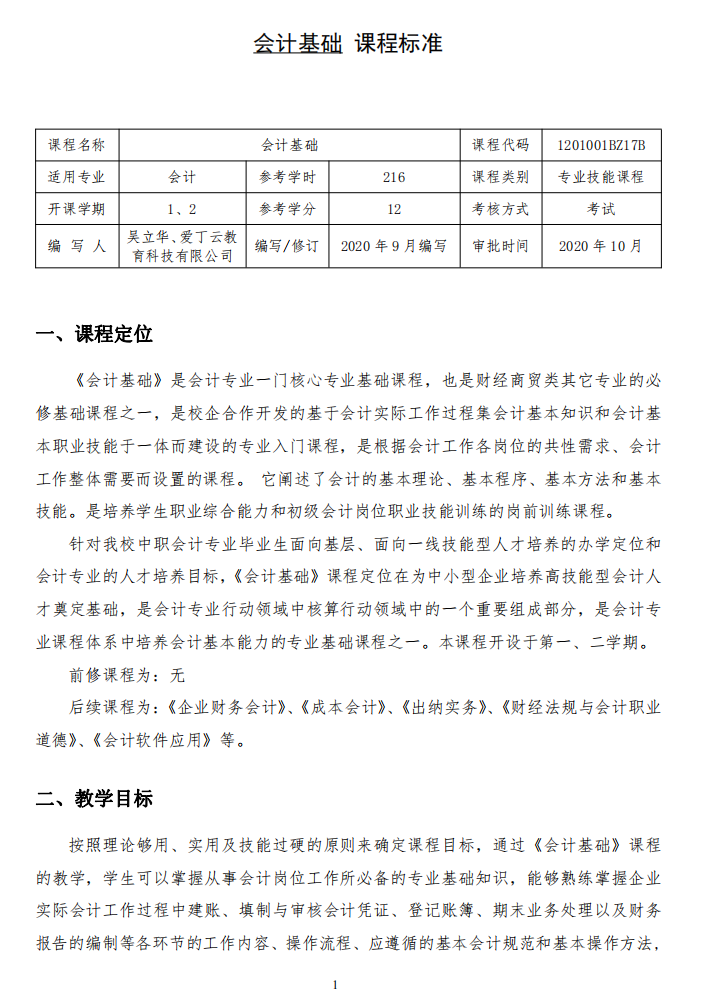 会计基础 课程标准
课程名称 会计基础 课程代码 1201001BZ17B
适用专业 会计 参考学时 216 课程类别 专业技能课程
开课学期 1、2 参考学分 12 考核方式 考试
编 写 人 吴立华、爱丁云教
育科技有限公司 编写/修订 2020 年 9 月编写 审批时间 2020 年 10 月
一、课程定位
《会计基础》是会计专业一门核心专业基础课程，也是财经商贸类其它专业的必
修基础课程之一，是校企合作开发的基于会计实际工作过程集会计基本知识和会计基
本职业技能于一体而建设的专业入门课程，是根据会计工作各岗位的共性需求、会计
工作整体需要而设置的课程。 它阐述了会计的基本理论、基本程序、基本方法和基本
技能。是培养学生职业综合能力和初级会计岗位职业技能训练的岗前训练课程。
针对我校中职会计专业毕业生面向基层、面向一线技能型人才培养的办学定位和
会计专业的人才培养目标，《会计基础》课程定位在为中小型企业培养高技能型会计人
才奠定基础，是会计专业行动领域中核算行动领域中的一个重要组成部分，是会计专
业课程体系中培养会计基本能力的专业基础课程之一。本课程开设于第一、二学期。
前修课程为：无
后续课程为：《企业财务会计》、《成本会计》、《出纳实务》、《财经法规与会计职业
道德》、《会计软件应用》等。
二、教学目标
按照理论够用、实用及技能过硬的原则来确定课程目标，通过《会计基础》课程
的教学，学生可以掌握从事会计岗位工作所必备的专业基础知识，能够熟练掌握企业
实际会计工作过程中建账、填制与审核会计凭证、登记账簿、期末业务处理以及财务
报告的编制等各环节的工作内容、操作流程、应遵循的基本会计规范和基本操作方法，
1